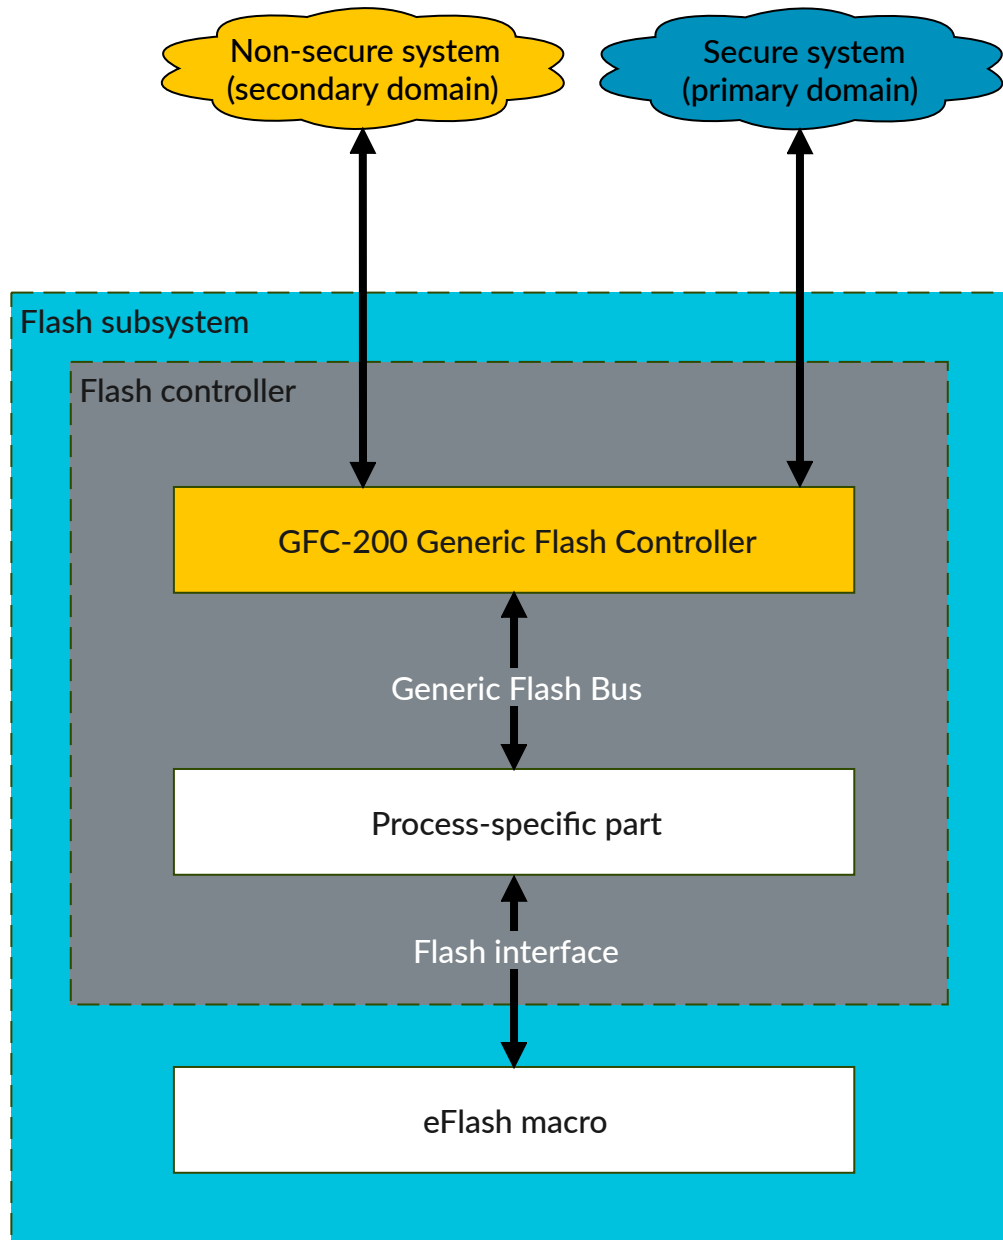 Non-secure system
(secondary domain)
Secure system
(primary domain)
Flash subsystem
Flash controller
GFC-200 Generic Flash Controller
Generic Flash Bus
Process-specific part
Flash interface
eFlash macro